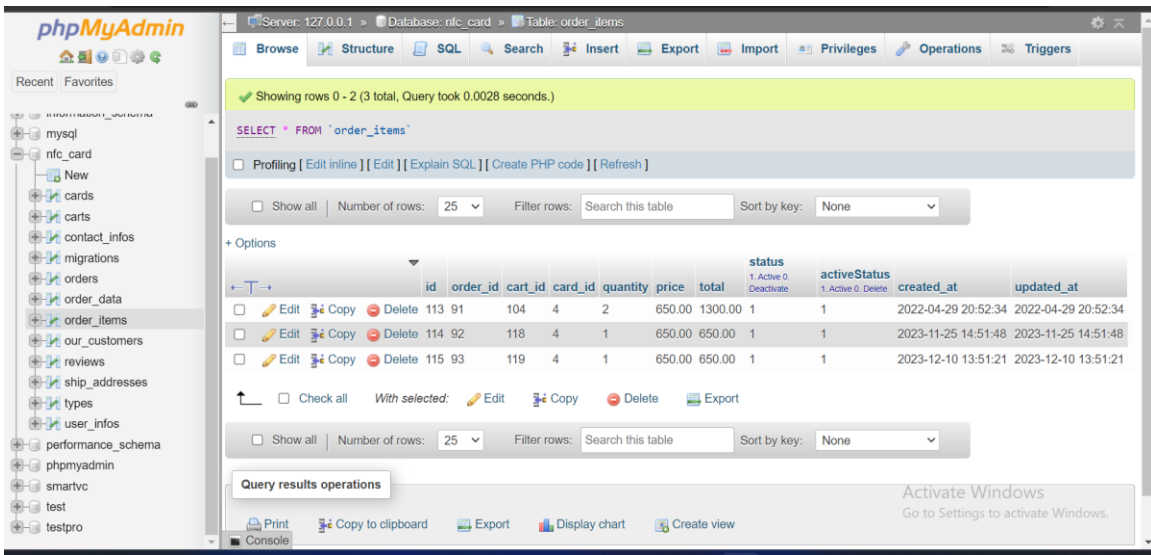 phpMyAdmin
Recent Favorites
information_schema
mysql
nfc_card
New
cards
carts
contact_infos
migrations
orders
order_data
order_items
our_customers
reviews
ship_addresses
types
user_infos
performance_schema
phpmyadmin
smartvc
test
testpro
Server: 127.0.0.1 » Database: nfc_card » Table: order_items
Browse Structure SQL Search Insert Export Import Privileges Operations Triggers
Showing rows 0 - 2 (3 total, Query took 0.0028 seconds.)
SELECT * FROM `order_items`
Profiling [ Edit inline ] [ Edit ] [ Explain SQL ] [ Create PHP code ] [ Refresh ]
Show all | Number of rows: 25 Filter rows: Search this table Sort by key: None
+ Options
←T→ id order_id cart_id card_id quantity price total status 1. Active 0. Deactivate activeStatus 1. Active 0. Delete created_at updated_at
Edit Copy Delete 113 91 104 4 2 650.00 1300.00 1 1 2022-04-29 20:52:34 2022-04-29 20:52:34
Edit Copy Delete 114 92 118 4 1 650.00 650.00 1 1 2023-11-25 14:51:48 2023-11-25 14:51:48
Edit Copy Delete 115 93 119 4 1 650.00 650.00 1 1 2023-12-10 13:51:21 2023-12-10 13:51:21
Check all With selected: Edit Copy Delete Export
Show all | Number of rows: 25 Filter rows: Search this table Sort by key: None
Query results operations
Print Copy to clipboard Export Display chart Create view
Console
Activate Windows
Go to Settings to activate Windows.